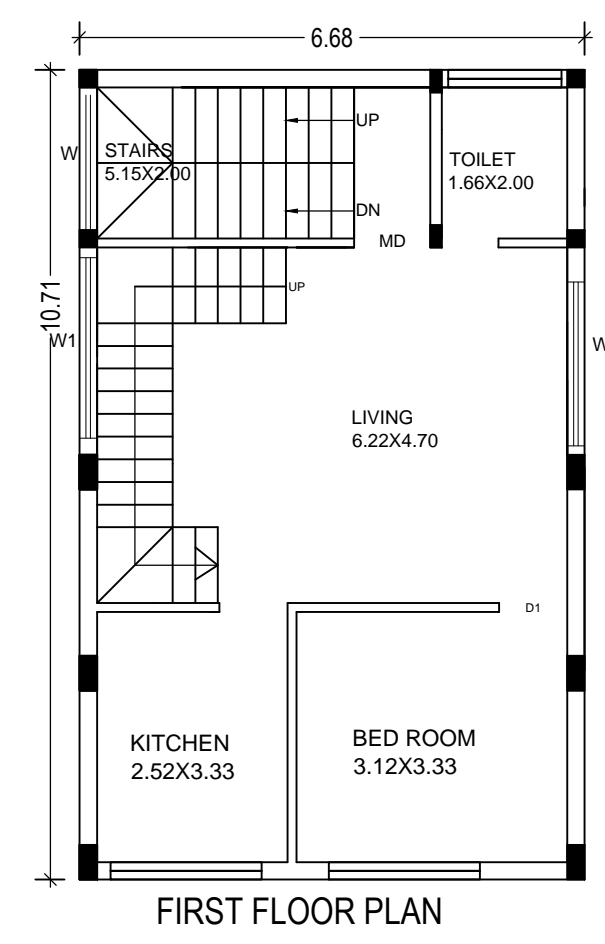 6.68
UP
W
STAIRS
5.15X2.00
TOILET
1.66X2.00
DN
MD
UP
10.71
W1
W
LIVING
6.22X4.70
D1
KITCHEN
2.52X3.33
BED ROOM
3.12X3.33
FIRST FLOOR PLAN